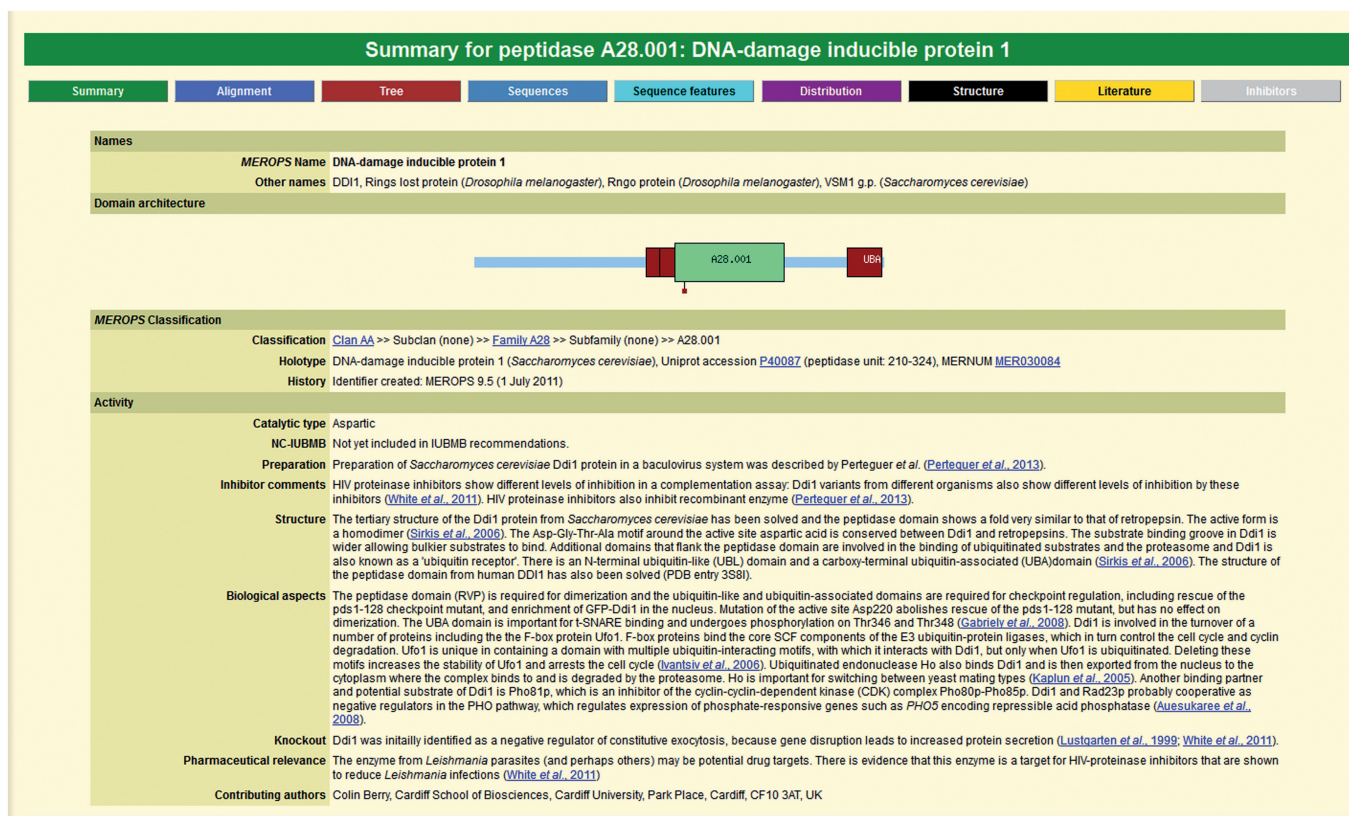 Summary for peptidase A28.001: DNA-damage inducible protein 1
Summary Alignment Tree Sequences Sequence features Distribution Structure Literature Inhibitors
Names
MEROPS Name DNA-damage inducible protein 1
Other names DDI1, Rings lost protein (Drosophila melanogaster), Rngo protein (Drosophila melanogaster), VSM1 g.p. (Saccharomyces cerevisiae)
Domain architecture
A28.001 UBA
MEROPS Classification
Classification Clan AA >> Subclan (none) >> Family A28 >> Subfamily (none) >> A28.001
Holotype DNA-damage inducible protein 1 (Saccharomyces cerevisiae), Uniprot accession P40087 (peptidase unit: 210-324), MERNUM MER030084
History Identifier created: MEROPS 9.5 (1 July 2011)
Activity
Catalytic type Aspartic
NC-IUBMB Not yet included in IUBMB recommendations.
Preparation Preparation of Saccharomyces cerevisiae Ddi1 protein in a baculovirus system was described by Perteguer et al. (Perteguer et al., 2013).
Inhibitor comments HIV proteinase inhibitors show different levels of inhibition in a complementation assay: Ddi1 variants from different organisms also show different levels of inhibition by these
inhibitors (White et al., 2011). HIV proteinase inhibitors also inhibit recombinant enzyme (Perteguer et al., 2013).
Structure The tertiary structure of the Ddi1 protein from Saccharomyces cerevisiae has been solved and the peptidase domain shows a fold very similar to that of retropepsin. The active form is
a homodimer (Sirkis et al., 2006). The Asp-Gly-Thr-Ala motif around the active site aspartic acid is conserved between Ddi1 and retropepsins. The substrate binding groove in Ddi1 is
wider allowing bulkier substrates to bind. Additional domains that flank the peptidase domain are involved in the binding of ubiquitinated substrates and the proteasome and Ddi1 is
also known as a 'ubiquitin receptor'. There is an N-terminal ubiquitin-like (UBL) domain and a carboxy-terminal ubiquitin-associated (UBA)domain (Sirkis et al., 2006). The structure of
the peptidase domain from human DDI1 has also been solved (PDB entry 3S8I).
Biological aspects The peptidase domain (RVP) is required for dimerization and the ubiquitin-like and ubiquitin-associated domains are required for checkpoint regulation, including rescue of the
pds1-128 checkpoint mutant, and enrichment of GFP-Ddi1 in the nucleus. Mutation of the active site Asp220 abolishes rescue of the pds1-128 mutant, but has no effect on
dimerization. The UBA domain is important for t-SNARE binding and undergoes phosphorylation on Thr346 and Thr348 (Gabriely et al., 2008). Ddi1 is involved in the turnover of a
number of proteins including the the F-box protein Ufo1. F-box proteins bind the core SCF components of the E3 ubiquitin-protein ligases, which in turn control the cell cycle and cyclin
degradation. Ufo1 is unique in containing a domain with multiple ubiquitin-interacting motifs, with which it interacts with Ddi1, but only when Ufo1 is ubiquitinated. Deleting these
motifs increases the stability of Ufo1 and arrests the cell cycle (Ivantsiv et al., 2006). Ubiquitinated endonuclease Ho also binds Ddi1 and is then exported from the nucleus to the
cytoplasm where the complex binds to and is degraded by the proteasome. Ho is important for switching between yeast mating types (Kaplun et al., 2005). Another binding partner
and potential substrate of Ddi1 is Pho81p, which is an inhibitor of the cyclin-cyclin-dependent kinase (CDK) complex Pho80p-Pho85p. Ddi1 and Rad23p probably cooperative as
negative regulators in the PHO pathway, which regulates expression of phosphate-responsive genes such as PHO5 encoding repressible acid phosphatase (Auesukaree et al.,
2008).
Knockout Ddi1 was initailly identified as a negative regulator of constitutive exocytosis, because gene disruption leads to increased protein secretion (Lustgarten et al., 1999; White et al., 2011).
Pharmaceutical relevance The enzyme from Leishmania parasites (and perhaps others) may be potential drug targets. There is evidence that this enzyme is a target for HIV-proteinase inhibitors that are shown
to reduce Leishmania infections (White et al., 2011)
Contributing authors Colin Berry, Cardiff School of Biosciences, Cardiff University, Park Place, Cardiff, CF10 3AT, UK